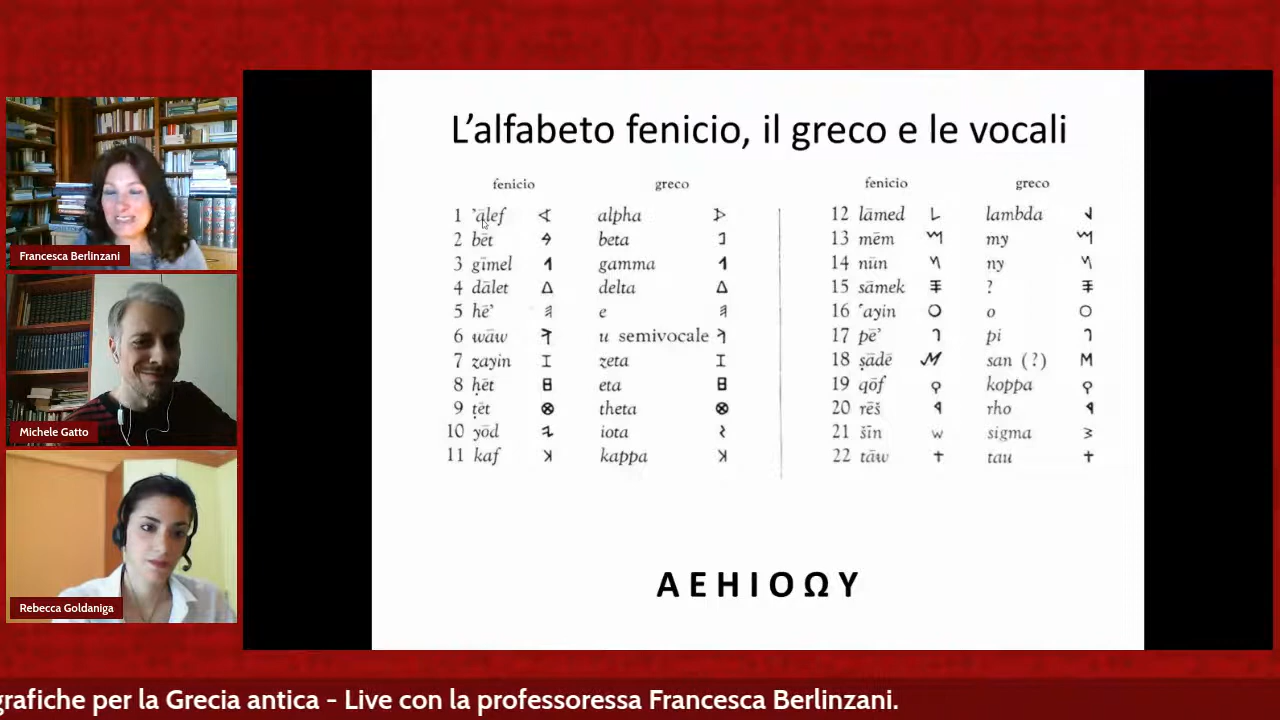 L'alfabeto fenicio, il greco e le vocali
fenicio greco fenicio greco
1 'ālef alpha 12 lāmed lambda
2 bēt beta 13 mēm my
3 gīmel gamma 14 nūn ny
4 dālet delta 15 sāmek ?
5 hē' e 16 ʿayin o
6 wāw u semivocale 17 pē' pi
7 zayin zeta 18 ṣādē san (?)
8 ḥēt eta 19 qōf koppa
9 ṭēt theta 20 rēš rho
10 yōd iota 21 šīn sigma
11 kaf kappa 22 tāw tau
Α Ε Η Ι Ο Ω Υ
Francesca Berlinzani
Michele Gatto
Rebecca Goldaniga
grafiche per la Grecia antica - Live con la professoressa Francesca Berlinzani.